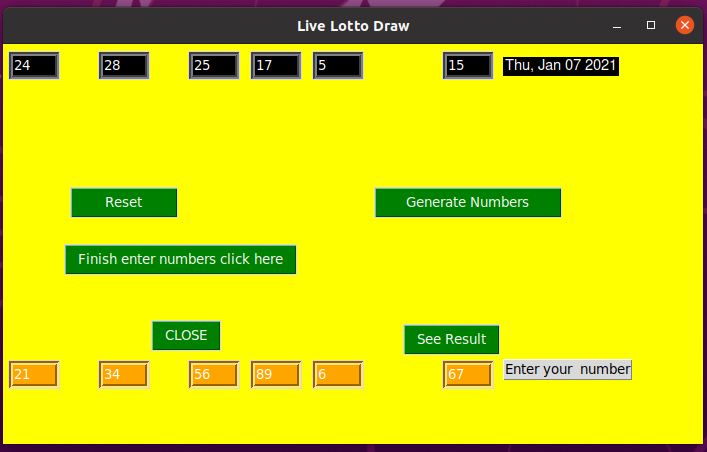 Live Lotto Draw
24 28 25 17 5 15 Thu, Jan 07 2021
Reset Generate Numbers
Finish enter numbers click here
CLOSE See Result
21 34 56 89 6 67 Enter your  number